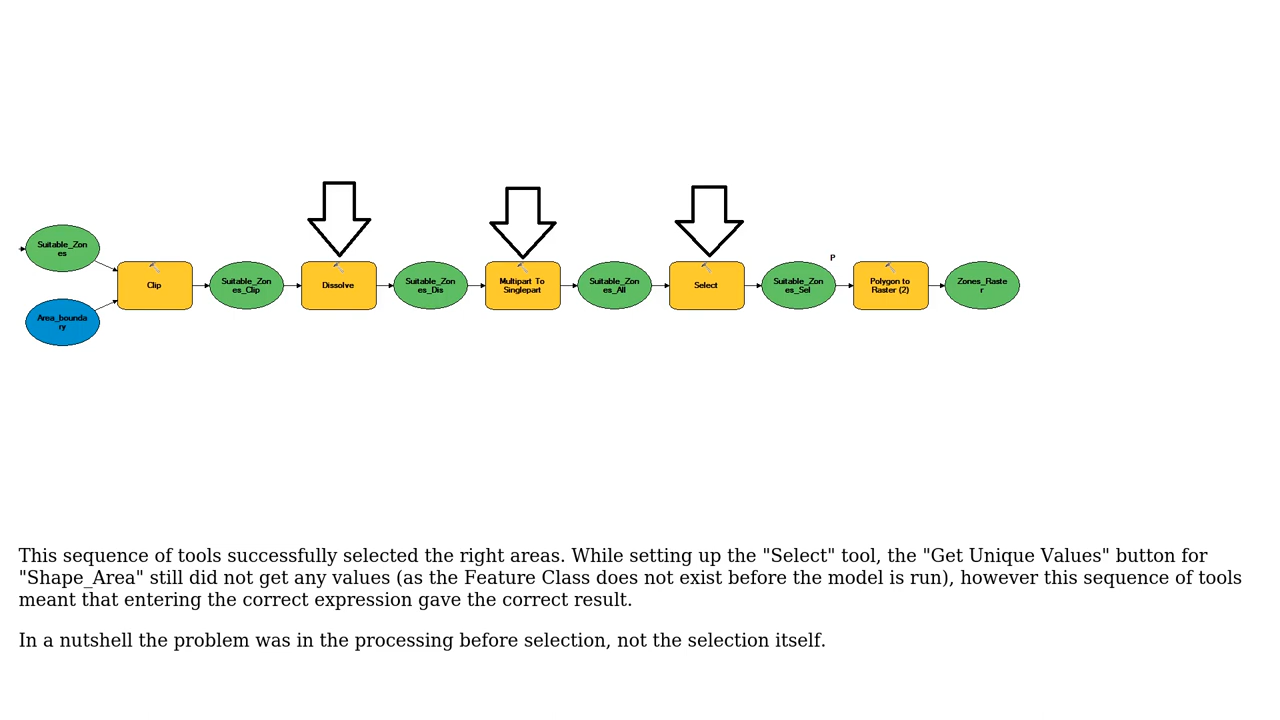 P
Suitable_Zon
es
Area_bounda
ry
Clip
Suitable_Zon
es_Clip
Dissolve
Suitable_Zon
es_Dis
Multipart To
Singlepart
Suitable_Zon
es_All
Select
Suitable_Zon
es_Sel
Polygon to
Raster (2)
Zones_Raste
r
This sequence of tools successfully selected the right areas. While setting up the "Select" tool, the "Get Unique Values" button for
"Shape_Area" still did not get any values (as the Feature Class does not exist before the model is run), however this sequence of tools
meant that entering the correct expression gave the correct result.
In a nutshell the problem was in the processing before selection, not the selection itself.